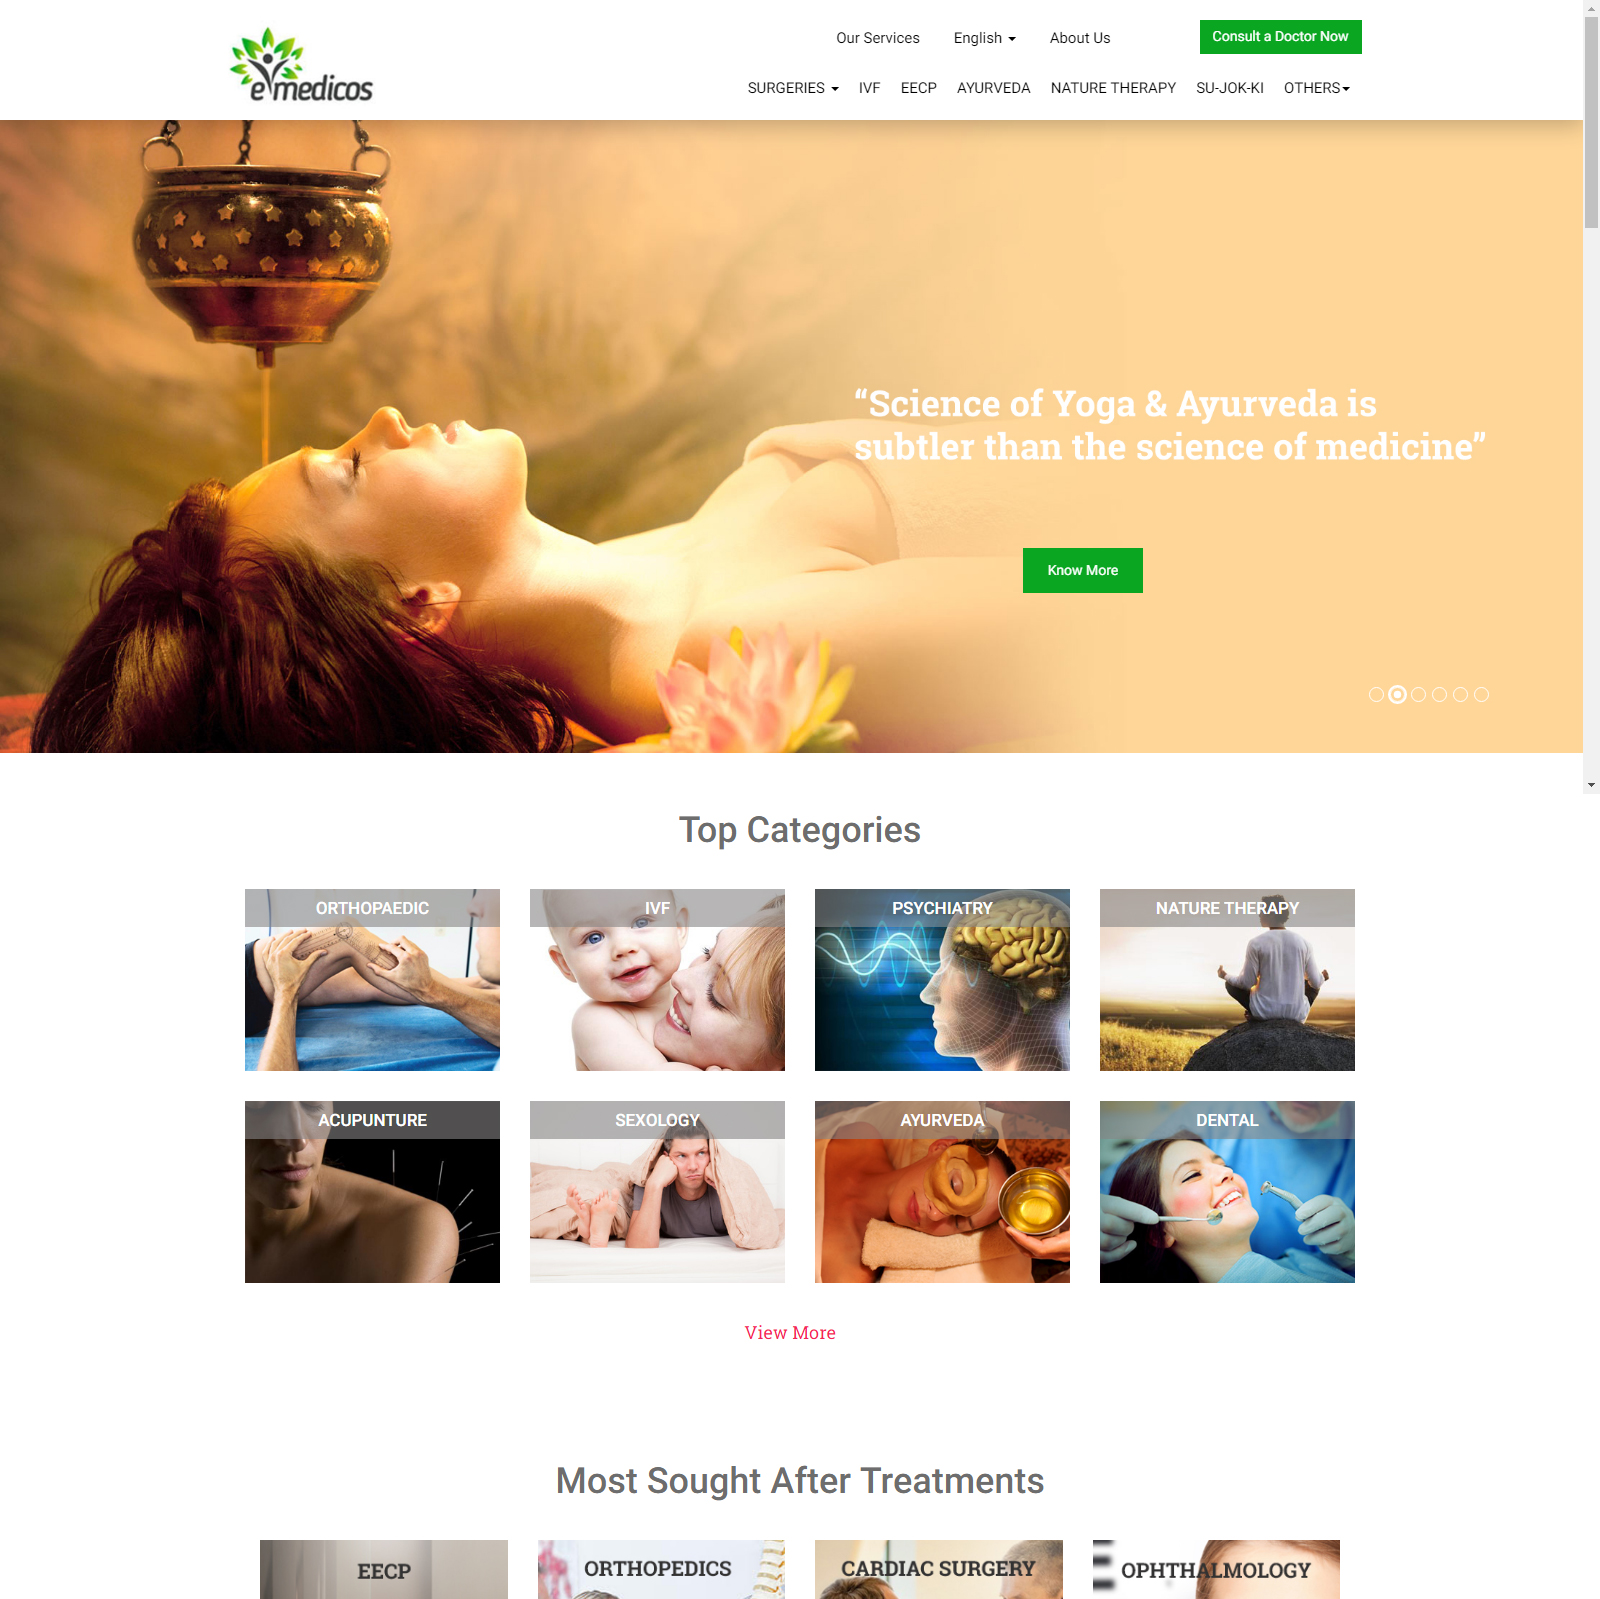 e medicos
Our Services English About Us Consult a Doctor Now
SURGERIES IVF EECP AYURVEDA NATURE THERAPY SU-JOK-KI OTHERS
“Science of Yoga & Ayurveda is
subtler than the science of medicine”
Know More
Top Categories
ORTHOPAEDIC IVF PSYCHIATRY NATURE THERAPY
ACUPUNTURE SEXOLOGY AYURVEDA DENTAL
View More
Most Sought After Treatments
EECP ORTHOPEDICS CARDIAC SURGERY OPHTHALMOLOGY